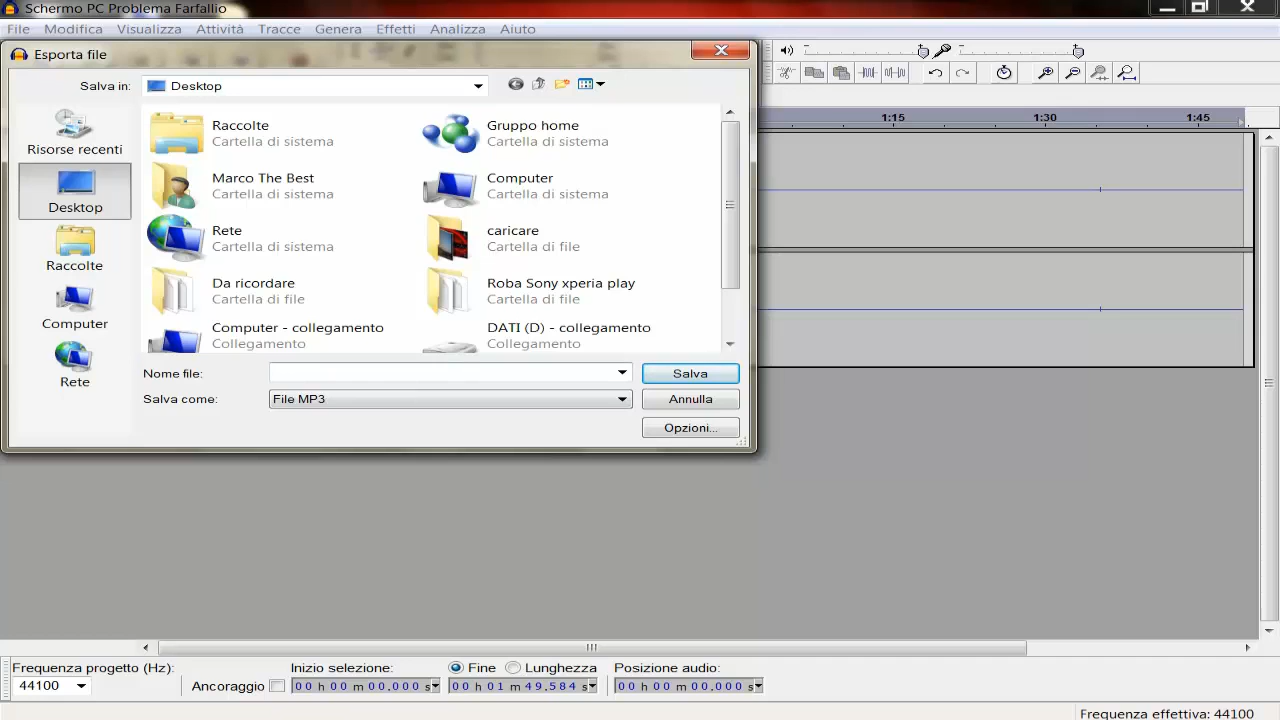 Schermo PC Problema Farfallio
File Modifica Visualizza Attività Tracce Genera Effetti Analizza Aiuto
Esporta file
Salva in: Desktop
Risorse recenti
Desktop
Raccolte
Computer
Rete
Raccolte
Cartella di sistema
Gruppo home
Cartella di sistema
Marco The Best
Cartella di sistema
Computer
Cartella di sistema
Rete
Cartella di sistema
caricare
Cartella di file
Da ricordare
Cartella di file
Roba Sony xperia play
Cartella di file
Computer - collegamento
Collegamento
DATI (D) - collegamento
Collegamento
Nome file:
Salva
Salva come: File MP3
Annulla
Opzioni...
1:15 1:30 1:45
Frequenza progetto (Hz):
44100
Ancoraggio
Inizio selezione:
00 h 00 m 00.000 s
Fine Lunghezza
00 h 01 m 49.584 s
Posizione audio:
00 h 00 m 00.000 s
Frequenza effettiva: 44100